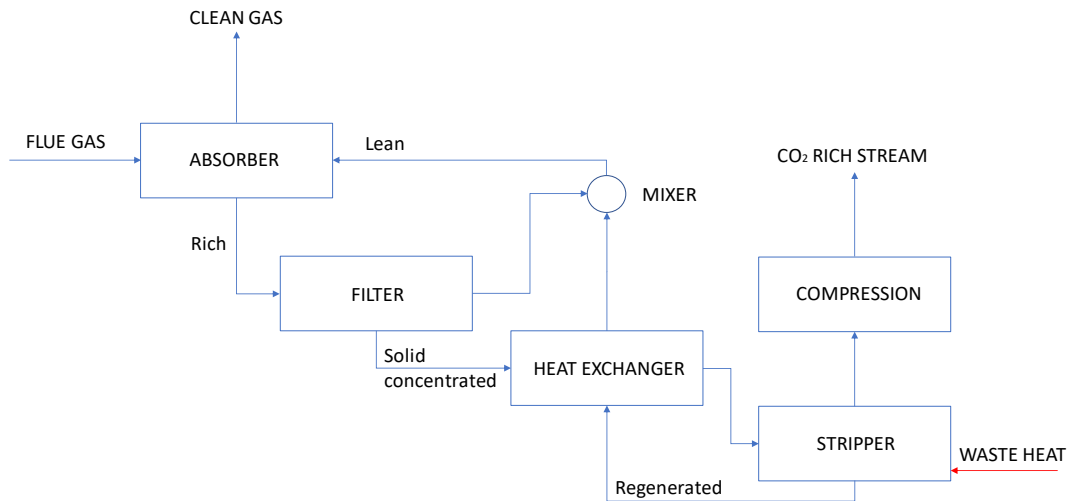 CLEAN GAS
FLUE GAS
ABSORBER
Lean
CO₂ RICH STREAM
MIXER
Rich
FILTER
COMPRESSION
Solid
concentrated
HEAT EXCHANGER
STRIPPER
WASTE HEAT
Regenerated